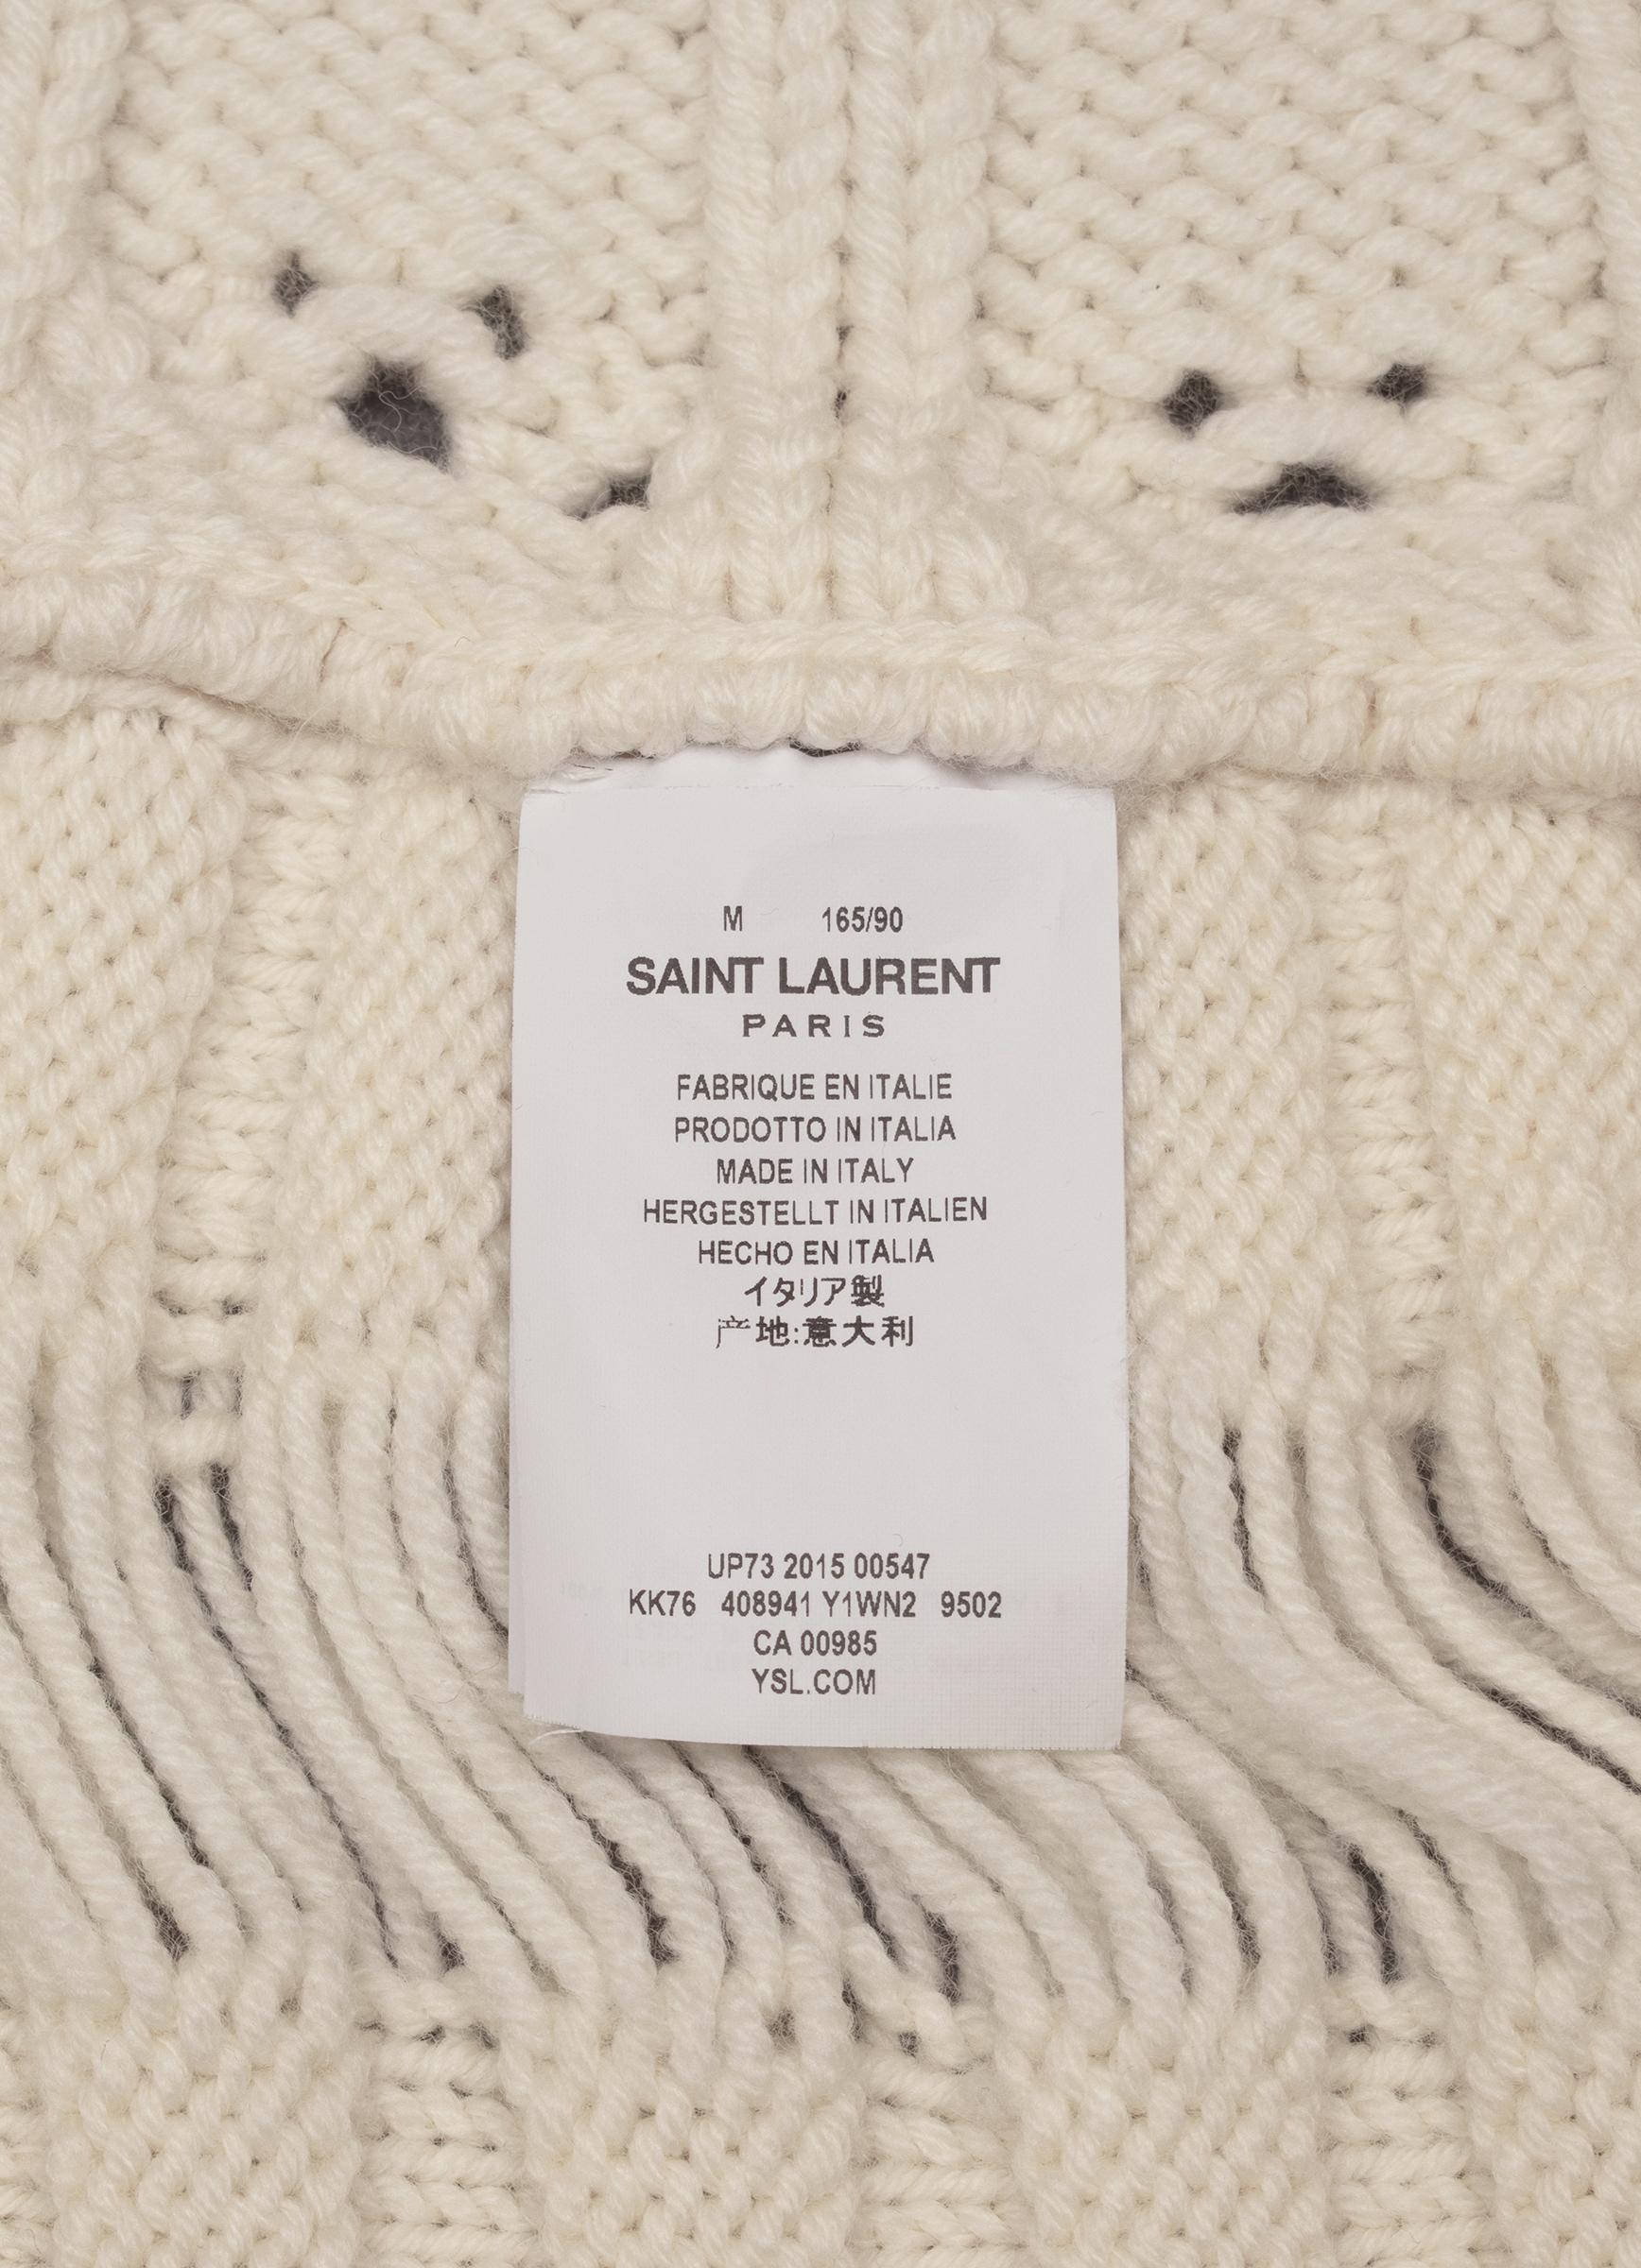 M 165/90
SAINT LAURENT
PARIS
FABRIQUE EN ITALIE
PRODOTTO IN ITALIA
MADE IN ITALY
HERGESTELLT IN ITALIEN
HECHO EN ITALIA
イタリア製
产地:意大利
UP73 2015 00547
KK76 408941 Y1WN2 9502
CA 00985
YSL.COM